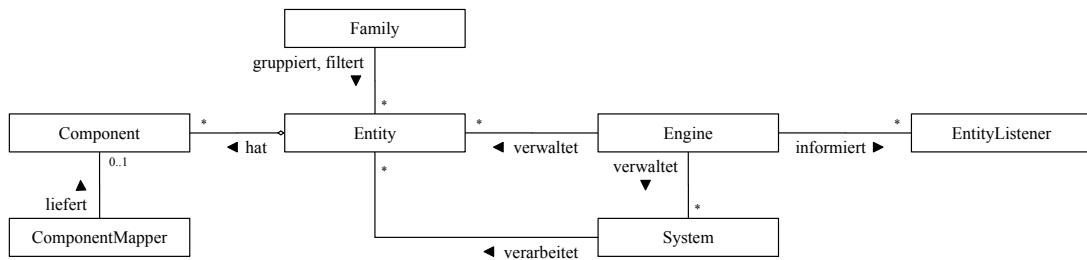 Family
gruppiert, filtert
*
Component
*
Entity
*
Engine
*
EntityListener
hat
verwaltet
informiert
0..1
*
verwaltet
liefert
*
ComponentMapper
System
verarbeitet